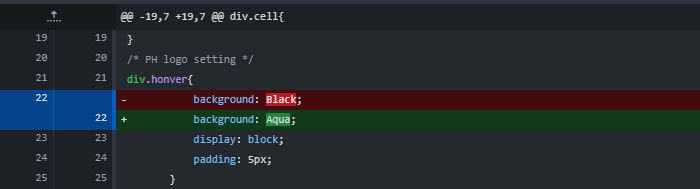 @@ -19,7 +19,7 @@ div.cell{
19 19 }
20 20 /* PH logo setting */
21 21 div.honver{
22 - background: Black;
22 + background: Aqua;
23 23 display: block;
24 24 padding: 5px;
25 25 }